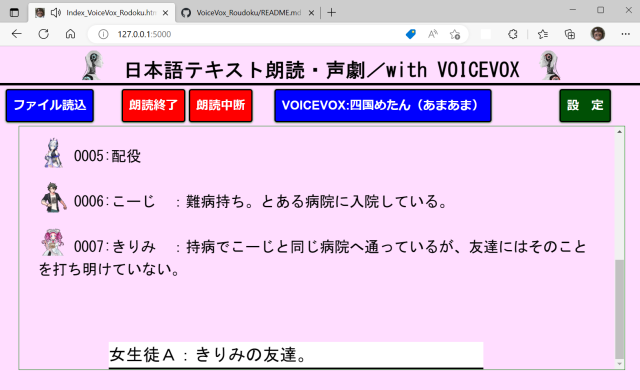 Index_VoiceVox_Rodoku.htm
VoiceVox_Roudoku/README.md
127.0.0.1:5000
日本語テキスト朗読・声劇／with VOICEVOX
ファイル読込 朗読終了 朗読中断 VOICEVOX:四国めたん（あまあま） 設 定
0005:配役
0006:こーじ ：難病持ち。とある病院に入院している。
0007:きりみ ：持病でこーじと同じ病院へ通っているが、友達にはそのこと
を打ち明けていない。
女生徒Ａ：きりみの友達。